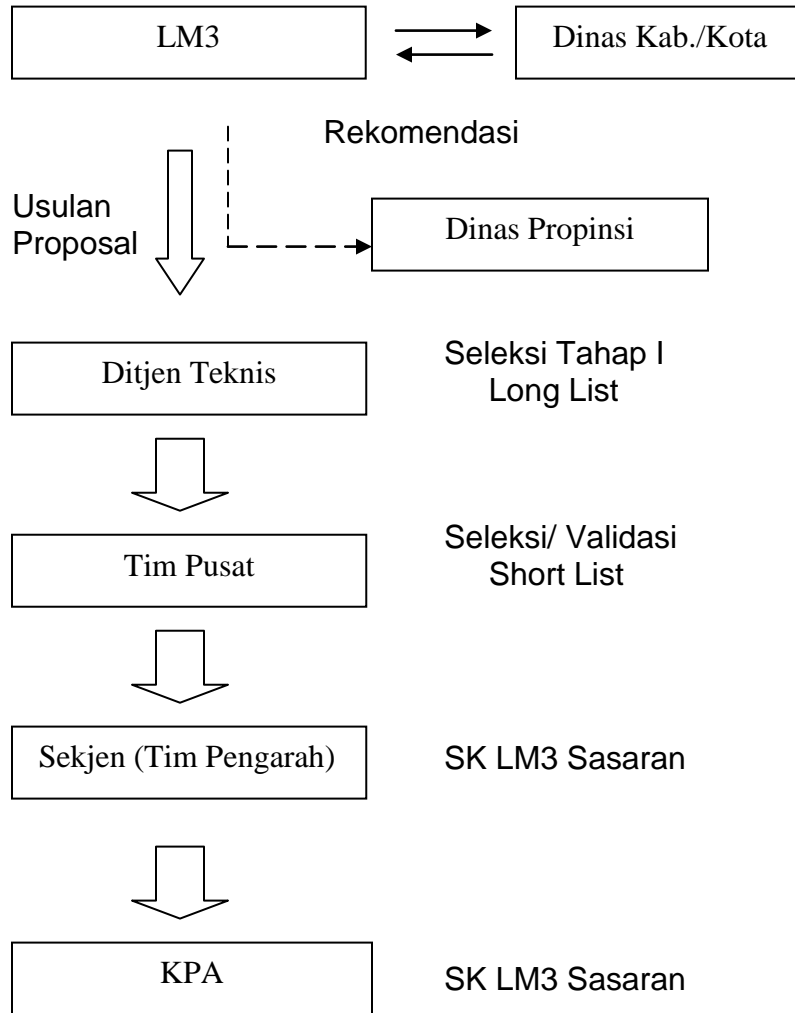 LM3
Dinas Kab./Kota
Rekomendasi
Usulan
Proposal
Dinas Propinsi
Ditjen Teknis
Seleksi Tahap I
Long List
Tim Pusat
Seleksi/ Validasi
Short List
Sekjen (Tim Pengarah)
SK LM3 Sasaran
KPA
SK LM3 Sasaran